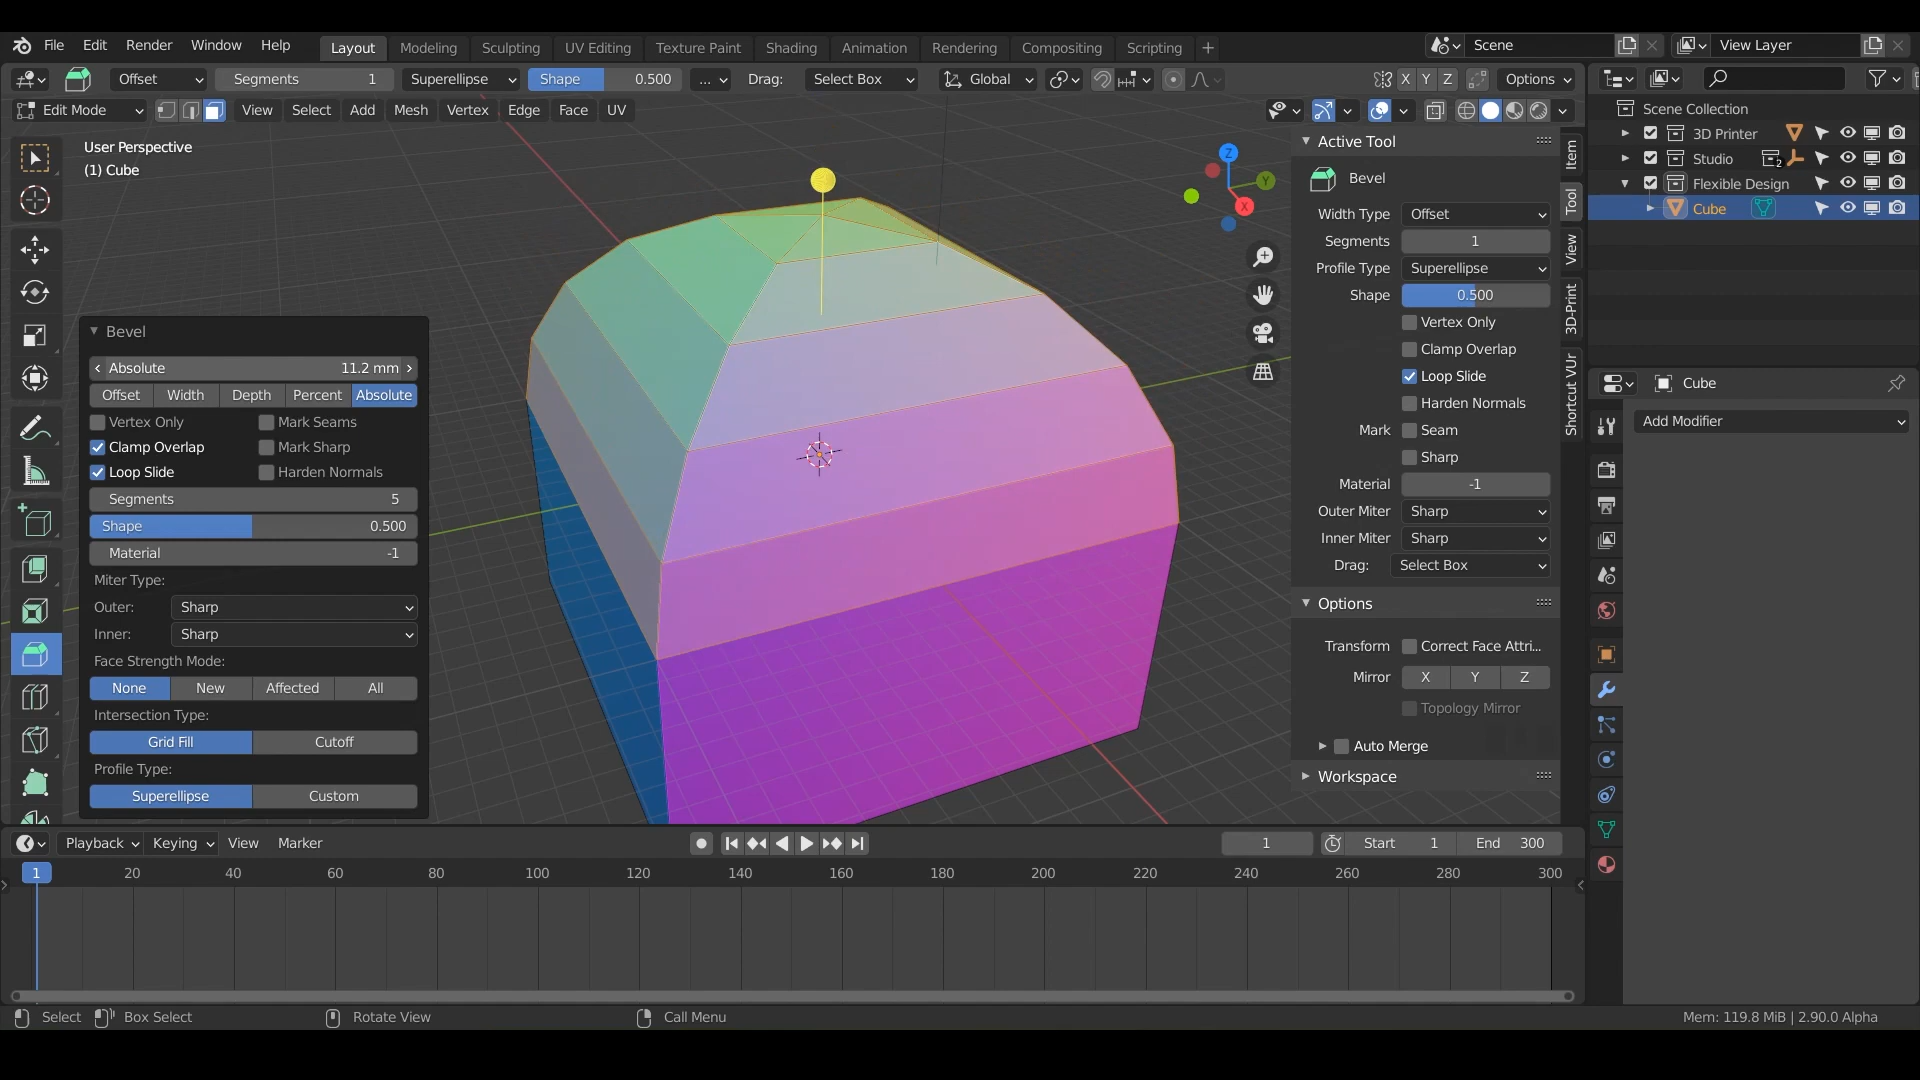 File Edit Render Window Help Layout Modeling Sculpting UV Editing Texture Paint Shading Animation Rendering Compositing Scripting + Scene View Layer
Offset Segments 1 Superellipse Shape 0.500 ... Drag: Select Box Global X Y Z Options
Edit Mode View Select Add Mesh Vertex Edge Face UV
User Perspective
(1) Cube
Z
Y
X
Bevel
Absolute 11.2 mm
Offset Width Depth Percent Absolute
Vertex Only Mark Seams
Clamp Overlap Mark Sharp
Loop Slide Harden Normals
Segments 5
Shape 0.500
Material -1
Miter Type:
Outer: Sharp
Inner: Sharp
Face Strength Mode:
None New Affected All
Intersection Type:
Grid Fill Cutoff
Profile Type:
Superellipse Custom
Active Tool
Bevel
Width Type Offset
Segments 1
Profile Type Superellipse
Shape 0.500
Vertex Only
Clamp Overlap
Loop Slide
Harden Normals
Mark Seam
Sharp
Material -1
Outer Miter Sharp
Inner Miter Sharp
Drag: Select Box
Options
Transform Correct Face Attri...
Mirror X Y Z
Topology Mirror
Auto Merge
Workspace
Item
Tool
View
3D-Print
Shortcut VUr
Scene Collection
3D Printer
Studio 2
Flexible Design
Cube
Cube
Add Modifier
Playback Keying View Marker 1 Start 1 End 300
1 20 40 60 80 100 120 140 160 180 200 220 240 260 280 300
Select Box Select Rotate View Call Menu Mem: 119.8 MiB | 2.90.0 Alpha